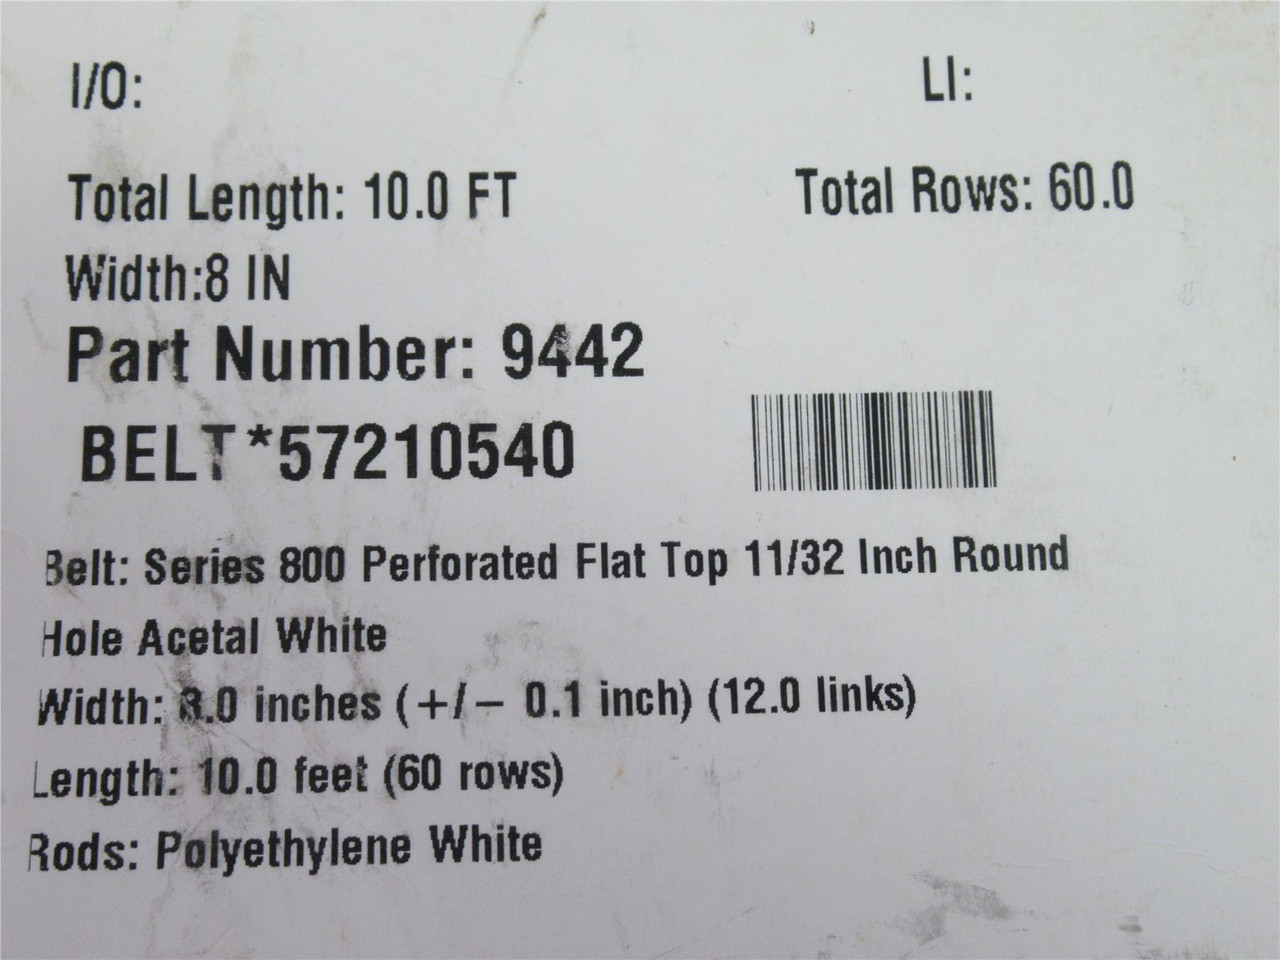 I/O: LI:
Total Length: 10.0 FT Total Rows: 60.0
Width:8 IN
Part Number: 9442
BELT*57210540
Belt: Series 800 Perforated Flat Top 11/32 Inch Round
Hole Acetal White
Width: 8.0 inches (+/- 0.1 inch) (12.0 links)
Length: 10.0 feet (60 rows)
Rods: Polyethylene White